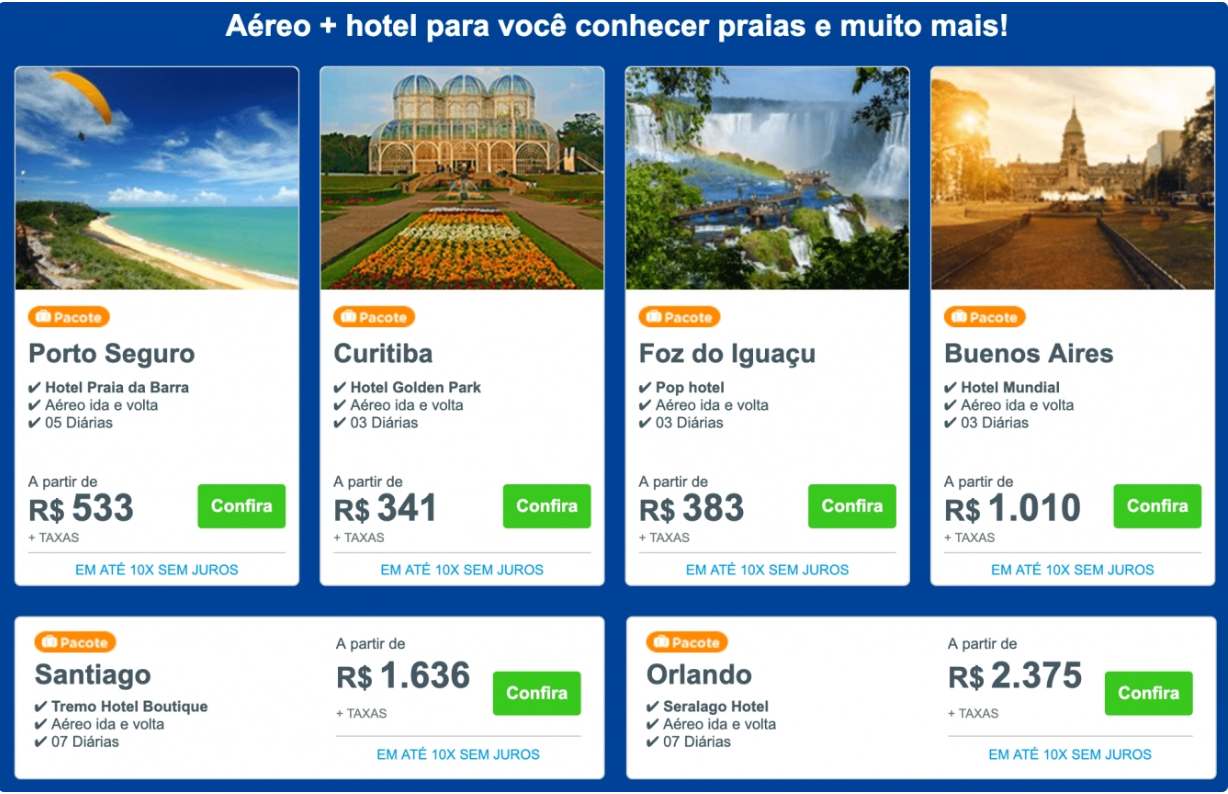 Aéreo + hotel para você conhecer praias e muito mais!
Pacote
Porto Seguro
✔ Hotel Praia da Barra
✔ Aéreo ida e volta
✔ 05 Diárias
A partir de
R$ 533
Confira
+ TAXAS
EM ATÉ 10X SEM JUROS
Pacote
Curitiba
✔ Hotel Golden Park
✔ Aéreo ida e volta
✔ 03 Diárias
A partir de
R$ 341
Confira
+ TAXAS
EM ATÉ 10X SEM JUROS
Pacote
Foz do Iguaçu
✔ Pop hotel
✔ Aéreo ida e volta
✔ 03 Diárias
A partir de
R$ 383
Confira
+ TAXAS
EM ATÉ 10X SEM JUROS
Pacote
Buenos Aires
✔ Hotel Mundial
✔ Aéreo ida e volta
✔ 03 Diárias
A partir de
R$ 1.010
Confira
+ TAXAS
EM ATÉ 10X SEM JUROS
Pacote
Santiago
✔ Tremo Hotel Boutique
✔ Aéreo ida e volta
✔ 07 Diárias
A partir de
R$ 1.636
Confira
+ TAXAS
EM ATÉ 10X SEM JUROS
Pacote
Orlando
✔ Seralago Hotel
✔ Aéreo ida e volta
✔ 07 Diárias
A partir de
R$ 2.375
Confira
+ TAXAS
EM ATÉ 10X SEM JUROS